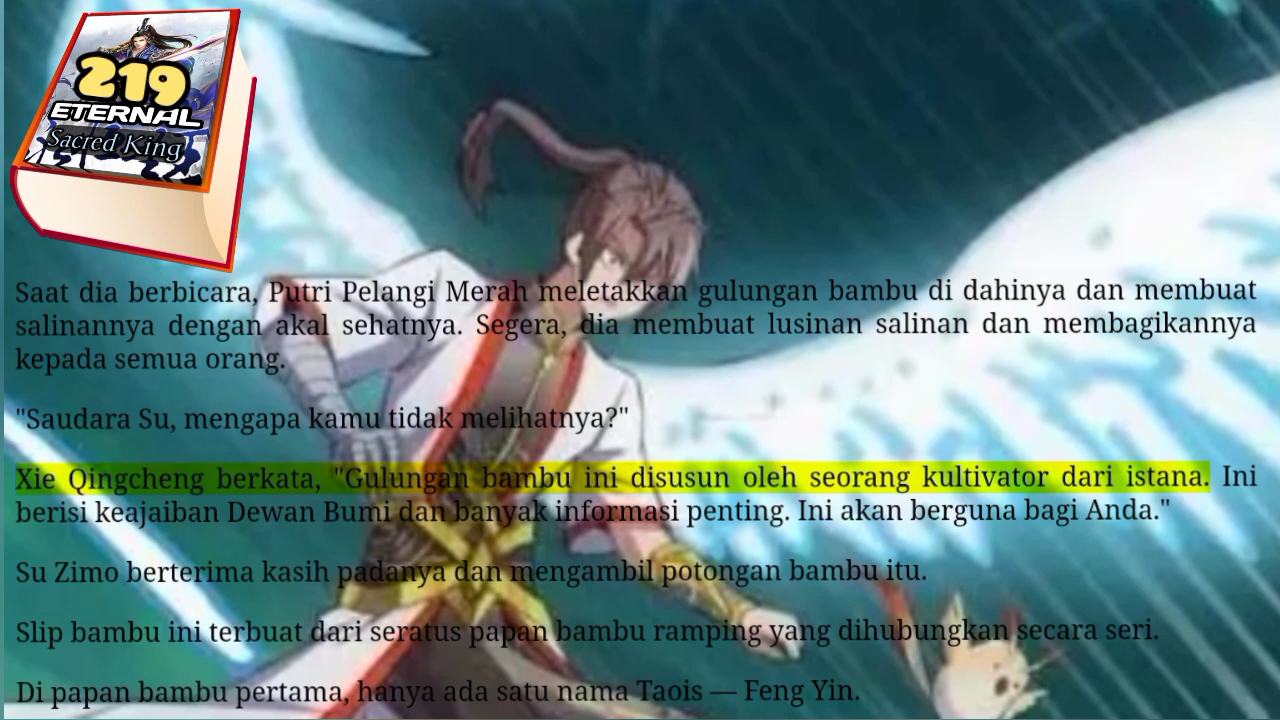 219
ETERNAL
Sacred King
Saat dia berbicara, Putri Pelangi Merah meletakkan gulungan bambu di dahinya dan membuat
salinannya dengan akal sehatnya. Segera, dia membuat lusinan salinan dan membagikannya
kepada semua orang.
"Saudara Su, mengapa kamu tidak melihatnya?"
Xie Qingcheng berkata, "Gulungan bambu ini disusun oleh seorang kultivator dari istana. Ini
berisi keajaiban Dewan Bumi dan banyak informasi penting. Ini akan berguna bagi Anda."
Su Zimo berterima kasih padanya dan mengambil potongan bambu itu.
Slip bambu ini terbuat dari seratus papan bambu ramping yang dihubungkan secara seri.
Di papan bambu pertama, hanya ada satu nama Taois — Feng Yin.